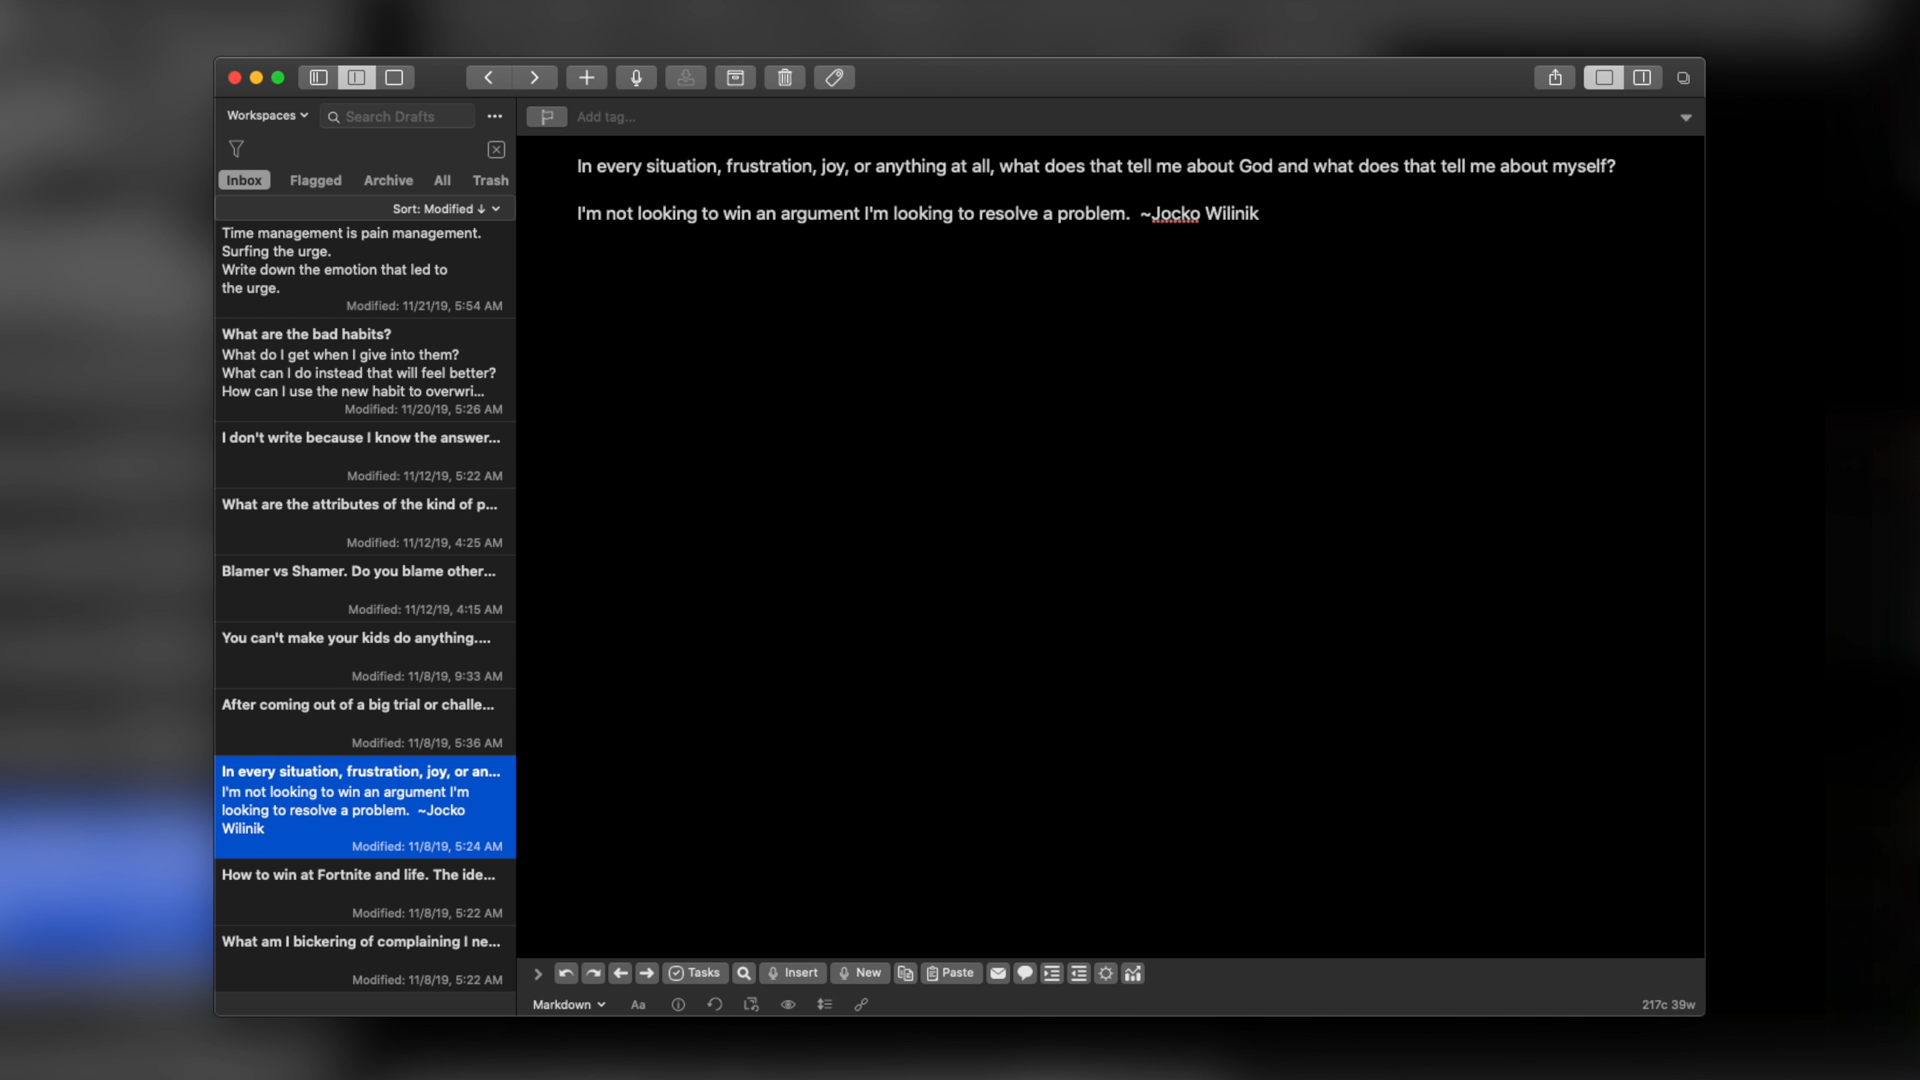 Workspaces
Search Drafts
Add tag...
Inbox Flagged Archive All Trash
Sort: Modified ↓
Time management is pain management.
Surfing the urge.
Write down the emotion that led to
the urge.
Modified: 11/21/19, 5:54 AM
What are the bad habits?
What do I get when I give into them?
What can I do instead that will feel better?
How can I use the new habit to overwri...
Modified: 11/20/19, 5:26 AM
I don't write because I know the answer...
Modified: 11/12/19, 5:22 AM
What are the attributes of the kind of p...
Modified: 11/12/19, 4:25 AM
Blamer vs Shamer. Do you blame other...
Modified: 11/12/19, 4:15 AM
You can't make your kids do anything....
Modified: 11/8/19, 9:33 AM
After coming out of a big trial or challe...
Modified: 11/8/19, 5:36 AM
In every situation, frustration, joy, or an...
I'm not looking to win an argument I'm
looking to resolve a problem.  ~Jocko
Wilinik
Modified: 11/8/19, 5:24 AM
How to win at Fortnite and life. The ide...
Modified: 11/8/19, 5:22 AM
What am I bickering of complaining I ne...
Modified: 11/8/19, 5:22 AM
In every situation, frustration, joy, or anything at all, what does that tell me about God and what does that tell me about myself?
I'm not looking to win an argument I'm looking to resolve a problem.  ~Jocko Wilinik
Tasks Insert New Paste
Markdown Aa 217c 39w